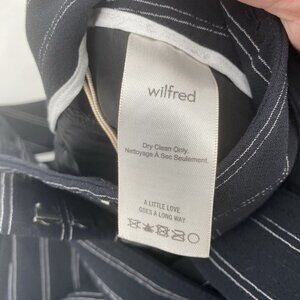 wilfred
Dry Clean Only.
Nettoyage A Sec Seulement.
A LITTLE LOVE
GOES A LONG WAY